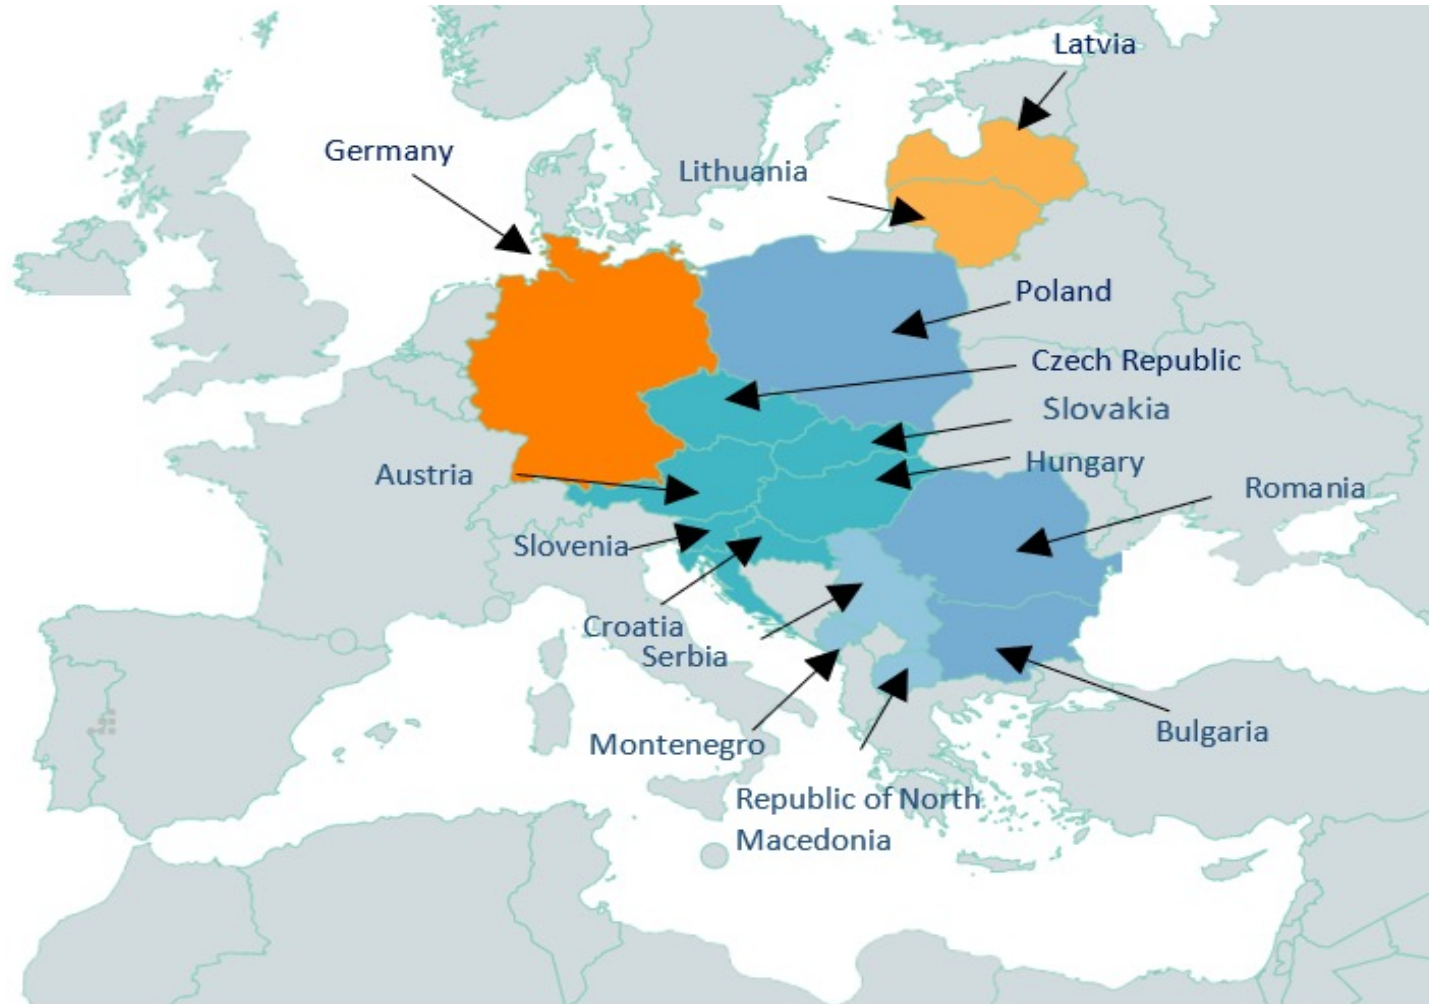 Latvia
Germany
Lithuania
Poland
Czech Republic
Slovakia
Hungary
Austria
Romania
Slovenia
Croatia
Serbia
Montenegro
Bulgaria
Republic of North
Macedonia